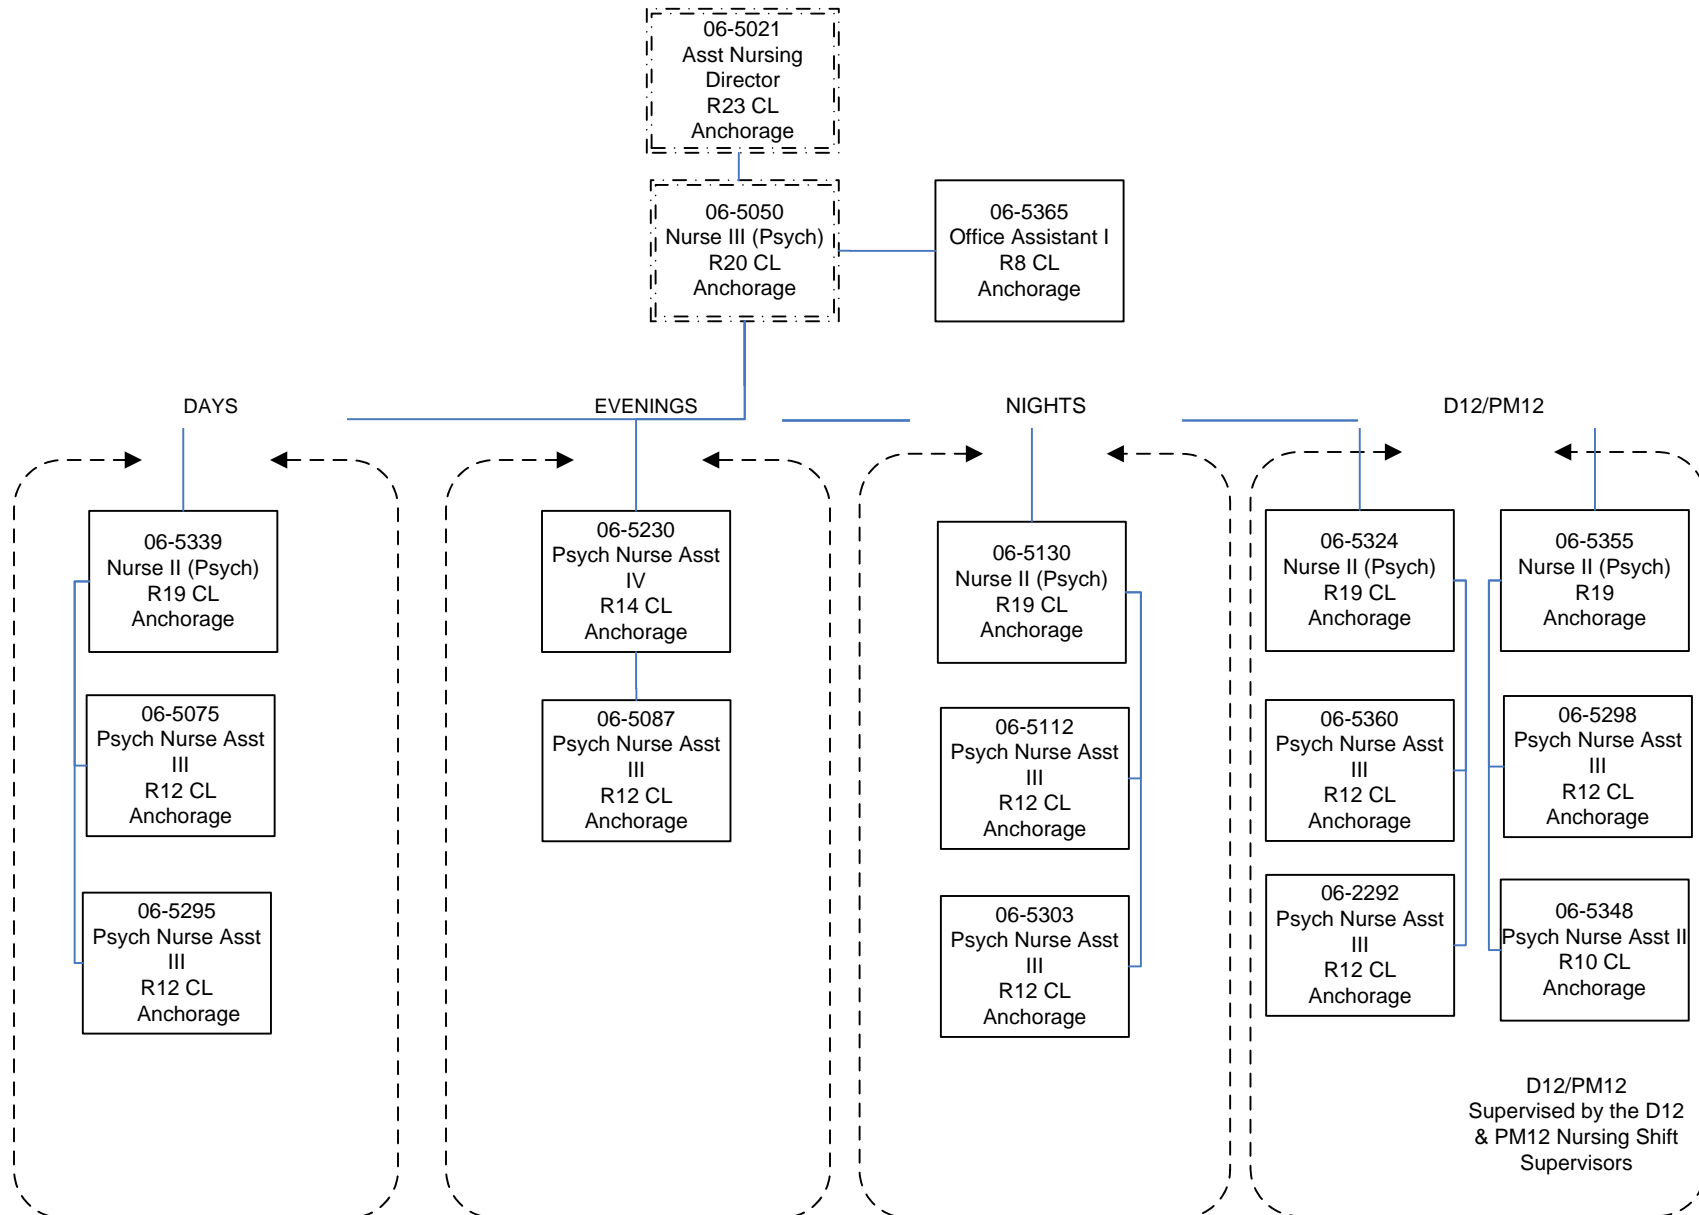 06-5021
Asst Nursing
Director
R23 CL
Anchorage
06-5050
Nurse III (Psych)
R20 CL
Anchorage
06-5365
Office Assistant I
R8 CL
Anchorage
DAYS
EVENINGS
NIGHTS
D12/PM12
06-5339
Nurse II (Psych)
R19 CL
Anchorage
06-5075
Psych Nurse Asst
III
R12 CL
Anchorage
06-5295
Psych Nurse Asst
III
R12 CL
Anchorage
06-5230
Psych Nurse Asst
IV
R14 CL
Anchorage
06-5087
Psych Nurse Asst
III
R12 CL
Anchorage
06-5130
Nurse II (Psych)
R19 CL
Anchorage
06-5112
Psych Nurse Asst
III
R12 CL
Anchorage
06-5303
Psych Nurse Asst
III
R12 CL
Anchorage
06-5324
Nurse II (Psych)
R19 CL
Anchorage
06-5360
Psych Nurse Asst
III
R12 CL
Anchorage
06-2292
Psych Nurse Asst
III
R12 CL
Anchorage
06-5355
Nurse II (Psych)
R19
Anchorage
06-5298
Psych Nurse Asst
III
R12 CL
Anchorage
06-5348
Psych Nurse Asst II
R10 CL
Anchorage
D12/PM12
Supervised by the D12
& PM12 Nursing Shift
Supervisors